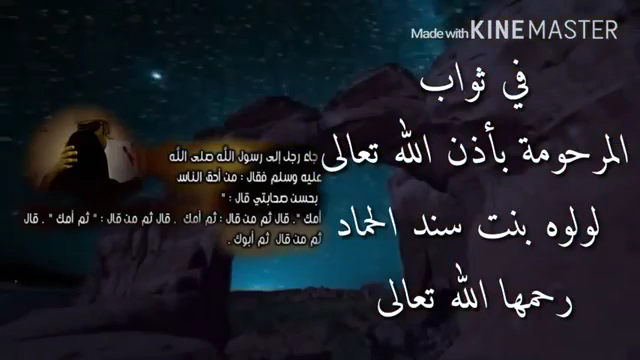 Made with KINEMASTER
في ثواب
المرحومة بأذن الله تعالى
لولوه بنت سند الحماد
رحمها الله تعالى
جاء رجل إلى رسول الله صلى الله
عليه وسلم فقال : من أحق الناس
بحسن صحابتي قال : "
أمك ". قال ثم من قال : ثم أمك . قال ثم من قال : " ثم أمك " . قال
ثم من قال ثم أبوك .